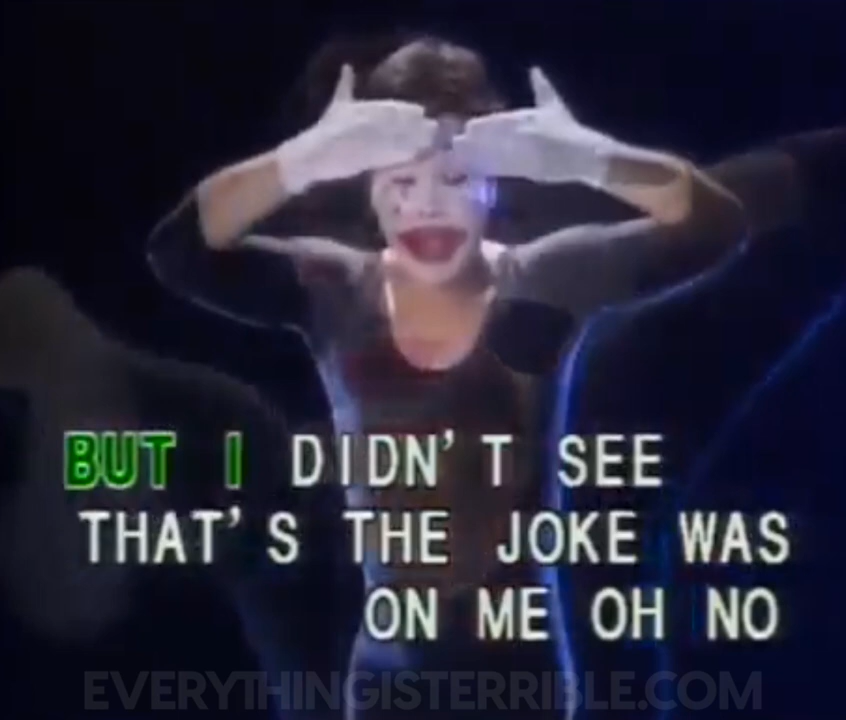 BUT I DIDN'T SEE
THAT'S THE JOKE WAS
ON ME OH NO
EVERYTHINGISTERRIBLE.COM